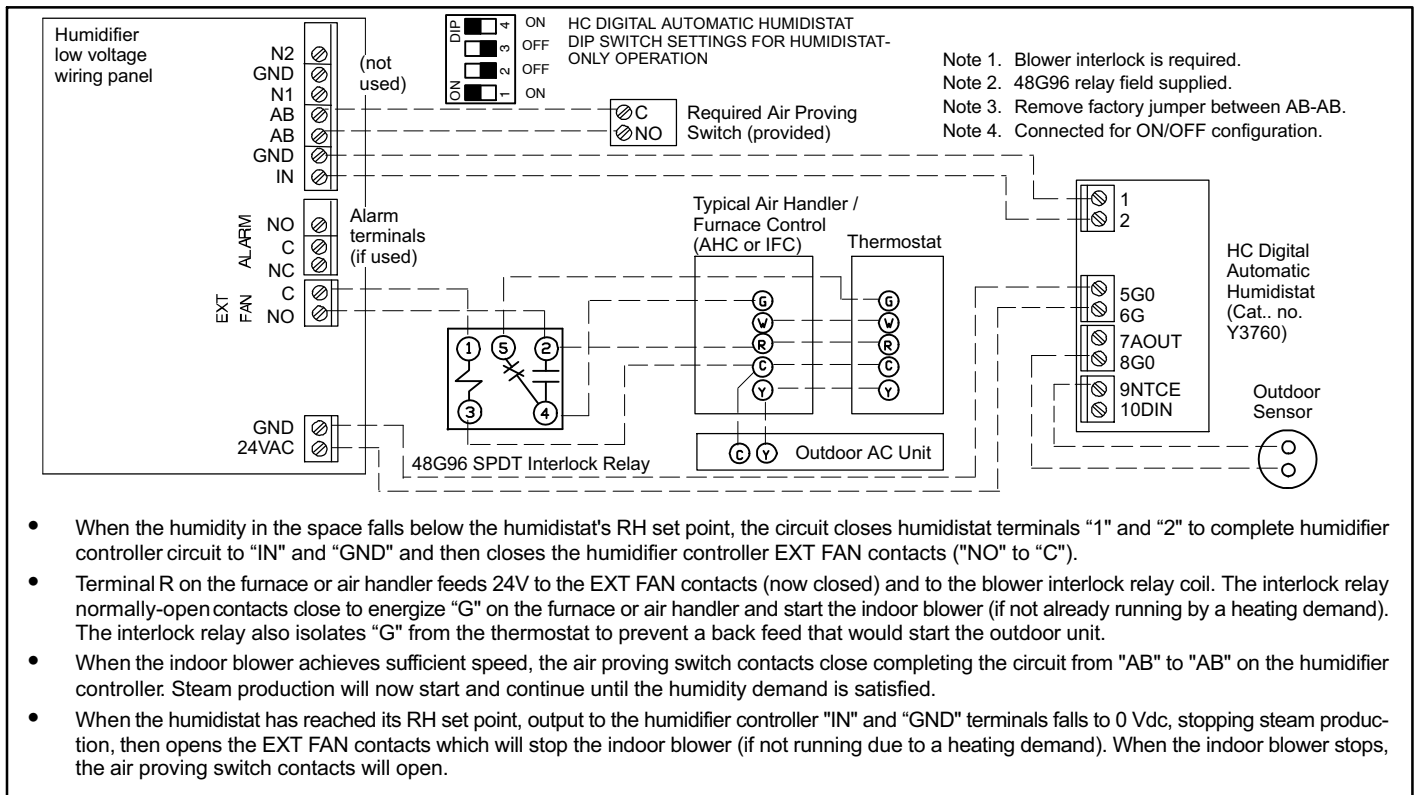 Humidifier
low voltage
wiring panel
N2
GND
N1
AB
AB
GND
IN
(not
used)
DIP
ON
4
3
2
1
ON
OFF
OFF
ON
HC DIGITAL AUTOMATIC HUMIDISTAT
DIP SWITCH SETTINGS FOR HUMIDISTAT-
ONLY OPERATION
Note 1. Blower interlock is required.
Note 2. 48G96 relay field supplied.
Note 3. Remove factory jumper between AB-AB.
Note 4. Connected for ON/OFF configuration.
C
NO
Required Air Proving
Switch (provided)
ALARM
NO
C
NC
Alarm
terminals
(if used)
EXT
FAN
C
NO
GND
24VAC
1
5
2
3
4
48G96 SPDT Interlock Relay
Typical Air Handler /
Furnace Control
(AHC or IFC)
G
W
R
C
Y
Thermostat
G
W
R
C
Y
C
Y
Outdoor AC Unit
1
2
5G0
6G
7AOUT
8G0
9NTCE
10DIN
HC Digital
Automatic
Humidistat
(Cat.. no.
Y3760)
Outdoor
Sensor
• When the humidity in the space falls below the humidistat's RH set point, the circuit closes humidistat terminals “1" and “2" to complete humidifier
controller circuit to “IN" and “GND" and then closes the humidifier controller EXT FAN contacts ("NO" to “C").
• Terminal R on the furnace or air handler feeds 24V to the EXT FAN contacts (now closed) and to the blower interlock relay coil. The interlock relay
normally-open contacts close to energize “G" on the furnace or air handler and start the indoor blower (if not already running by a heating demand).
The interlock relay also isolates “G" from the thermostat to prevent a back feed that would start the outdoor unit.
• When the indoor blower achieves sufficient speed, the air proving switch contacts close completing the circuit from "AB" to "AB" on the humidifier
controller. Steam production will now start and continue until the humidity demand is satisfied.
• When the humidistat has reached its RH set point, output to the humidifier controller "IN" and “GND" terminals falls to 0 Vdc, stopping steam produc-
tion, then opens the EXT FAN contacts which will stop the indoor blower (if not running due to a heating demand). When the indoor blower stops,
the air proving switch contacts will open.